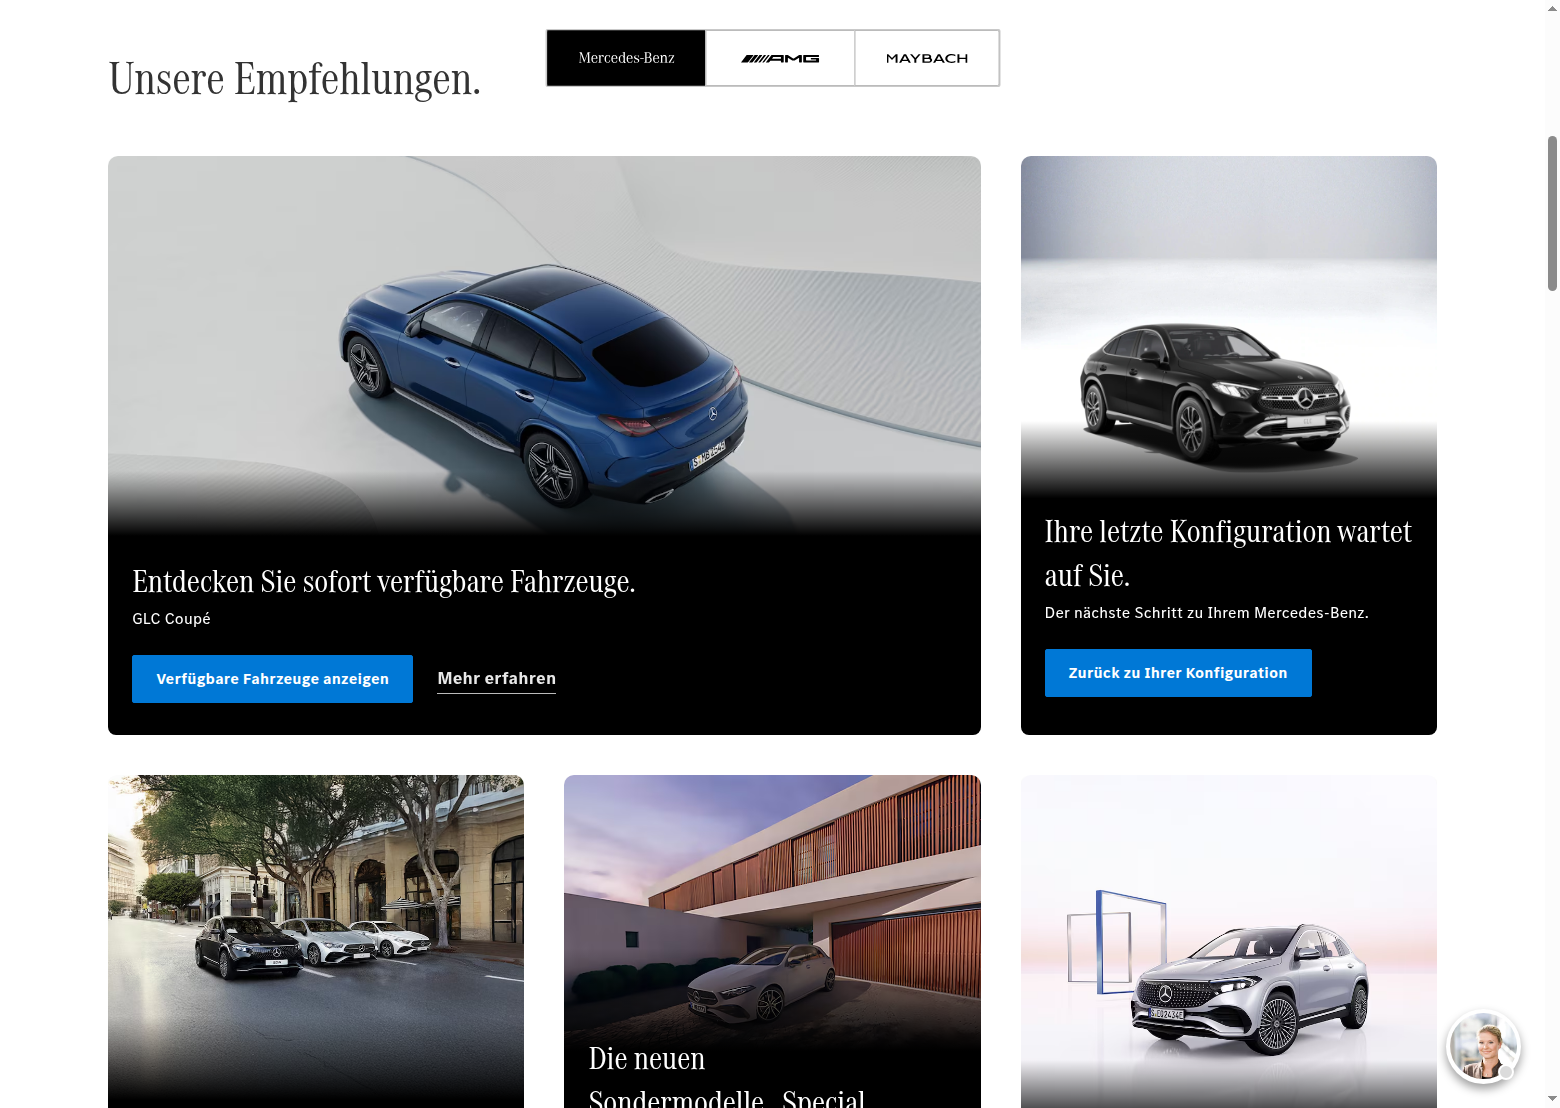 Unsere Empfehlungen.
Mercedes-Benz
AMG
MAYBACH
Entdecken Sie sofort verfügbare Fahrzeuge.
GLC Coupé
Verfügbare Fahrzeuge anzeigen
Mehr erfahren
Ihre letzte Konfiguration wartet
auf Sie.
Der nächste Schritt zu Ihrem Mercedes-Benz.
Zurück zu Ihrer Konfiguration
Die neuen
Sondermodelle „Special